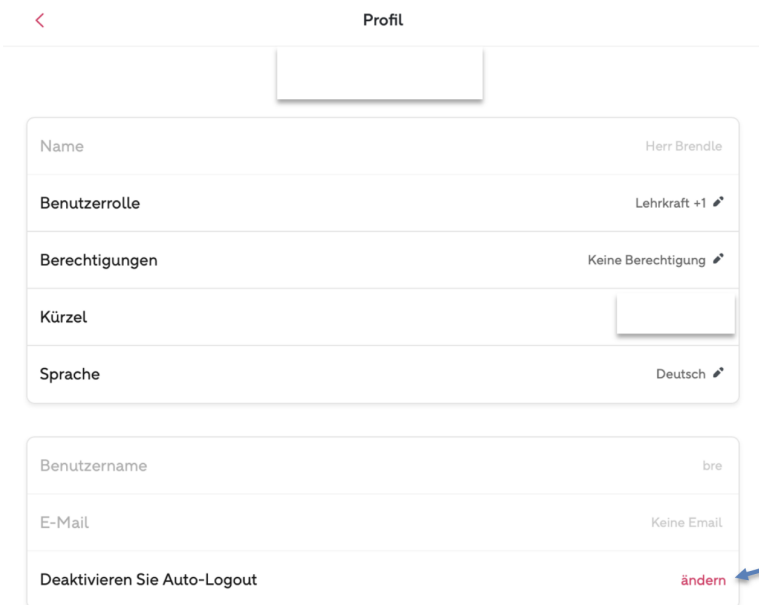 Profil
Name Herr Brendle
Benutzerrolle Lehrkraft +1
Berechtigungen Keine Berechtigung
Kürzel
Sprache Deutsch
Benutzername bre
E-Mail Keine Email
Deaktivieren Sie Auto-Logout ändern